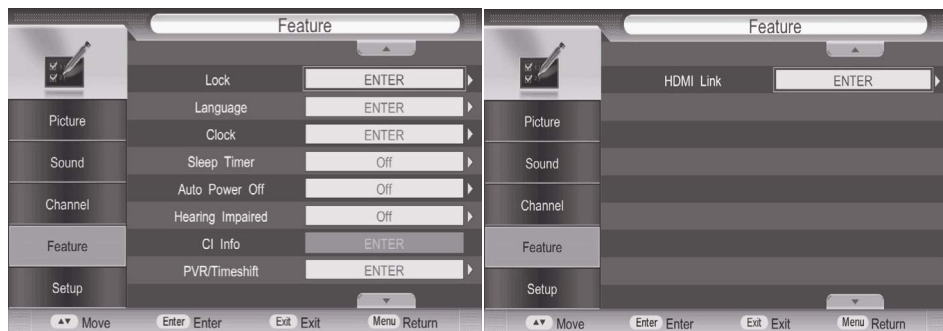 Feature
Lock ENTER
Language ENTER
Picture
Clock ENTER
Sound
Sleep Timer Off
Auto Power Off Off
Channel
Hearing Impaired Off
Feature
CI Info ENTER
PVR/Timeshift ENTER
Setup
Move Enter Enter Exit Exit Menu Return
Feature
HDMI Link ENTER
Picture
Sound
Channel
Feature
Setup
Move Enter Enter Exit Exit Menu Return